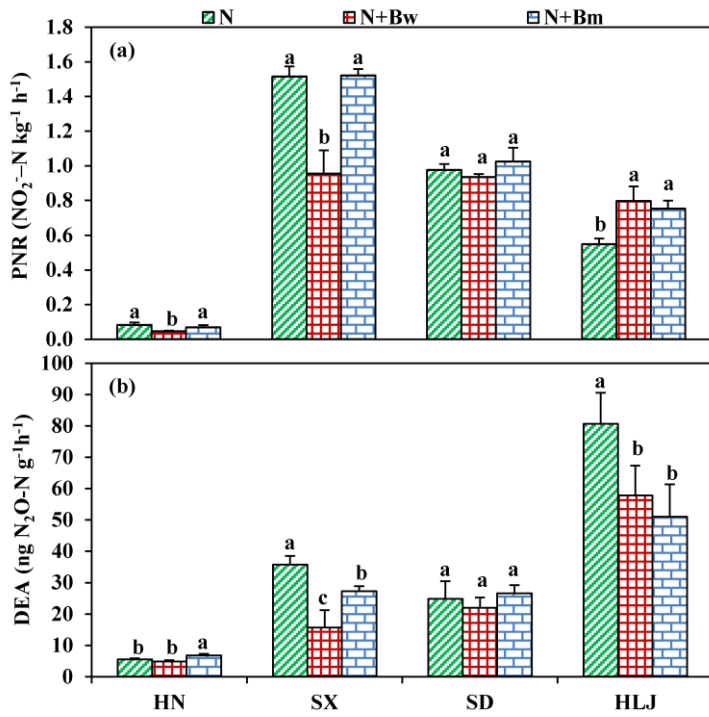 N N+Bw N+Bm
(a)
PNR (NO₂⁻–N kg⁻¹ h⁻¹)
1.8
1.6
1.4
1.2
1.0
0.8
0.6
0.4
0.2
0.0
a b a
a b a
a a a
b a a
(b)
DEA (ng N₂O-N g⁻¹h⁻¹)
100
90
80
70
60
50
40
30
20
10
0
b b a
a c b
a a a
a b b
HN SX SD HLJ